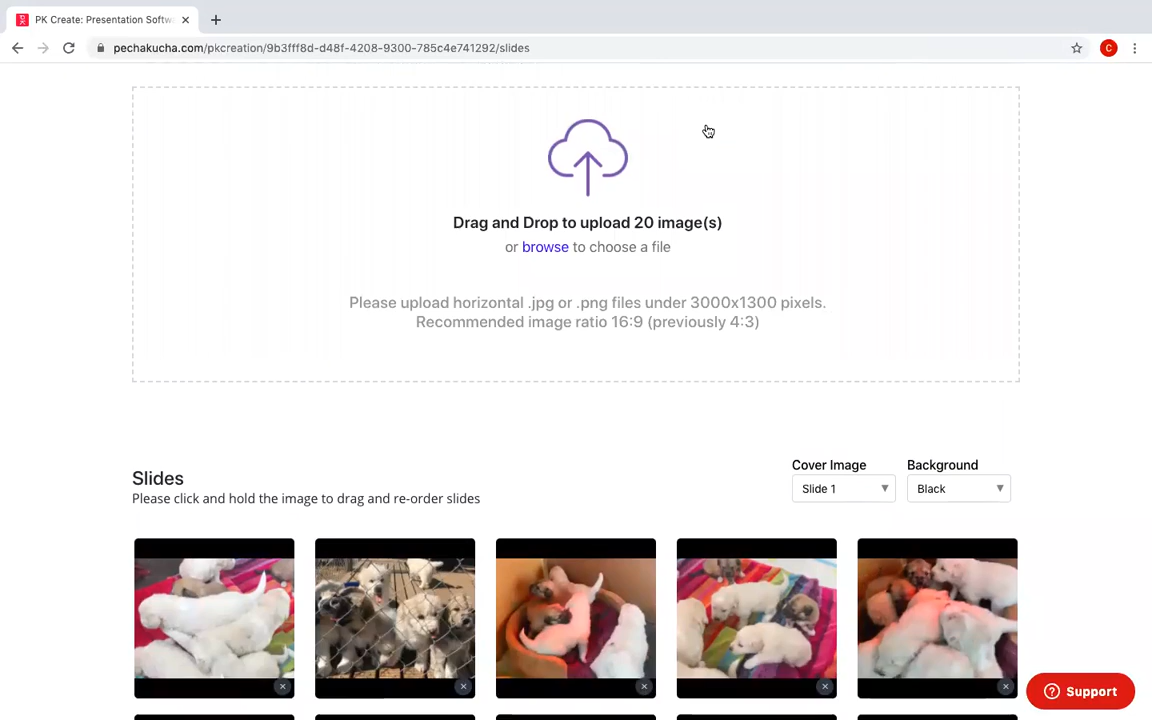 PK Create: Presentation Softw
pechakucha.com/pkcreation/9b3fff8d-d48f-4208-9300-785c4e741292/slides
C
Drag and Drop to upload 20 image(s)
or browse to choose a file
Please upload horizontal .jpg or .png files under 3000x1300 pixels.
Recommended image ratio 16:9 (previously 4:3)
Slides
Please click and hold the image to drag and re-order slides
Cover Image
Slide 1
Background
Black
Support